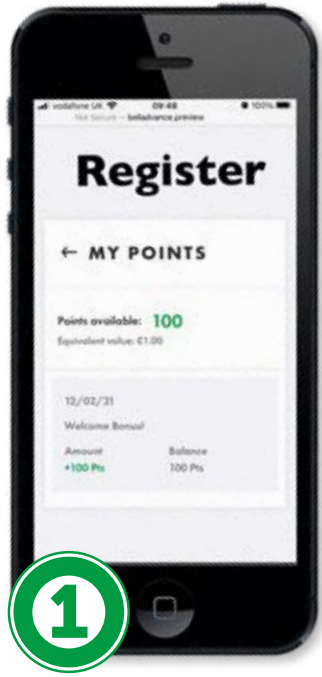 vodafone UK 09:48 100%
Not Secure — beladvance.preview
Register
← MY POINTS
Points available: 100
Equivalent value: £1.00
12/02/21
Welcome Bonus!
Amount Balance
+100 Pts 100 Pts
1